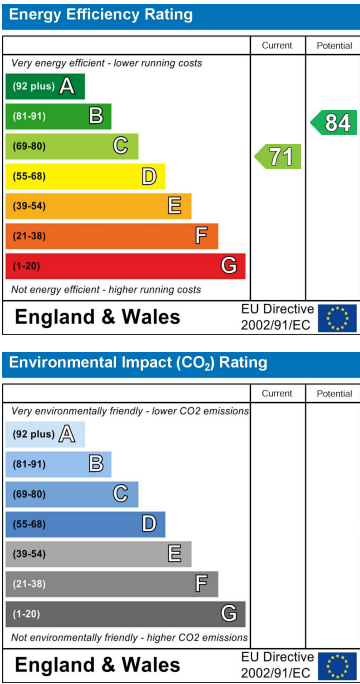 Energy Efficiency Rating
Current Potential
Very energy efficient - lower running costs
(92 plus) A
(81-91) B
84
(69-80) C
71
(55-68) D
(39-54) E
(21-38) F
(1-20) G
Not energy efficient - higher running costs
England & Wales
EU Directive
2002/91/EC
Environmental Impact (CO₂) Rating
Current Potential
Very environmentally friendly - lower CO2 emissions
(92 plus) A
(81-91) B
(69-80) C
(55-68) D
(39-54) E
(21-38) F
(1-20) G
Not environmentally friendly - higher CO2 emissions
England & Wales
EU Directive
2002/91/EC